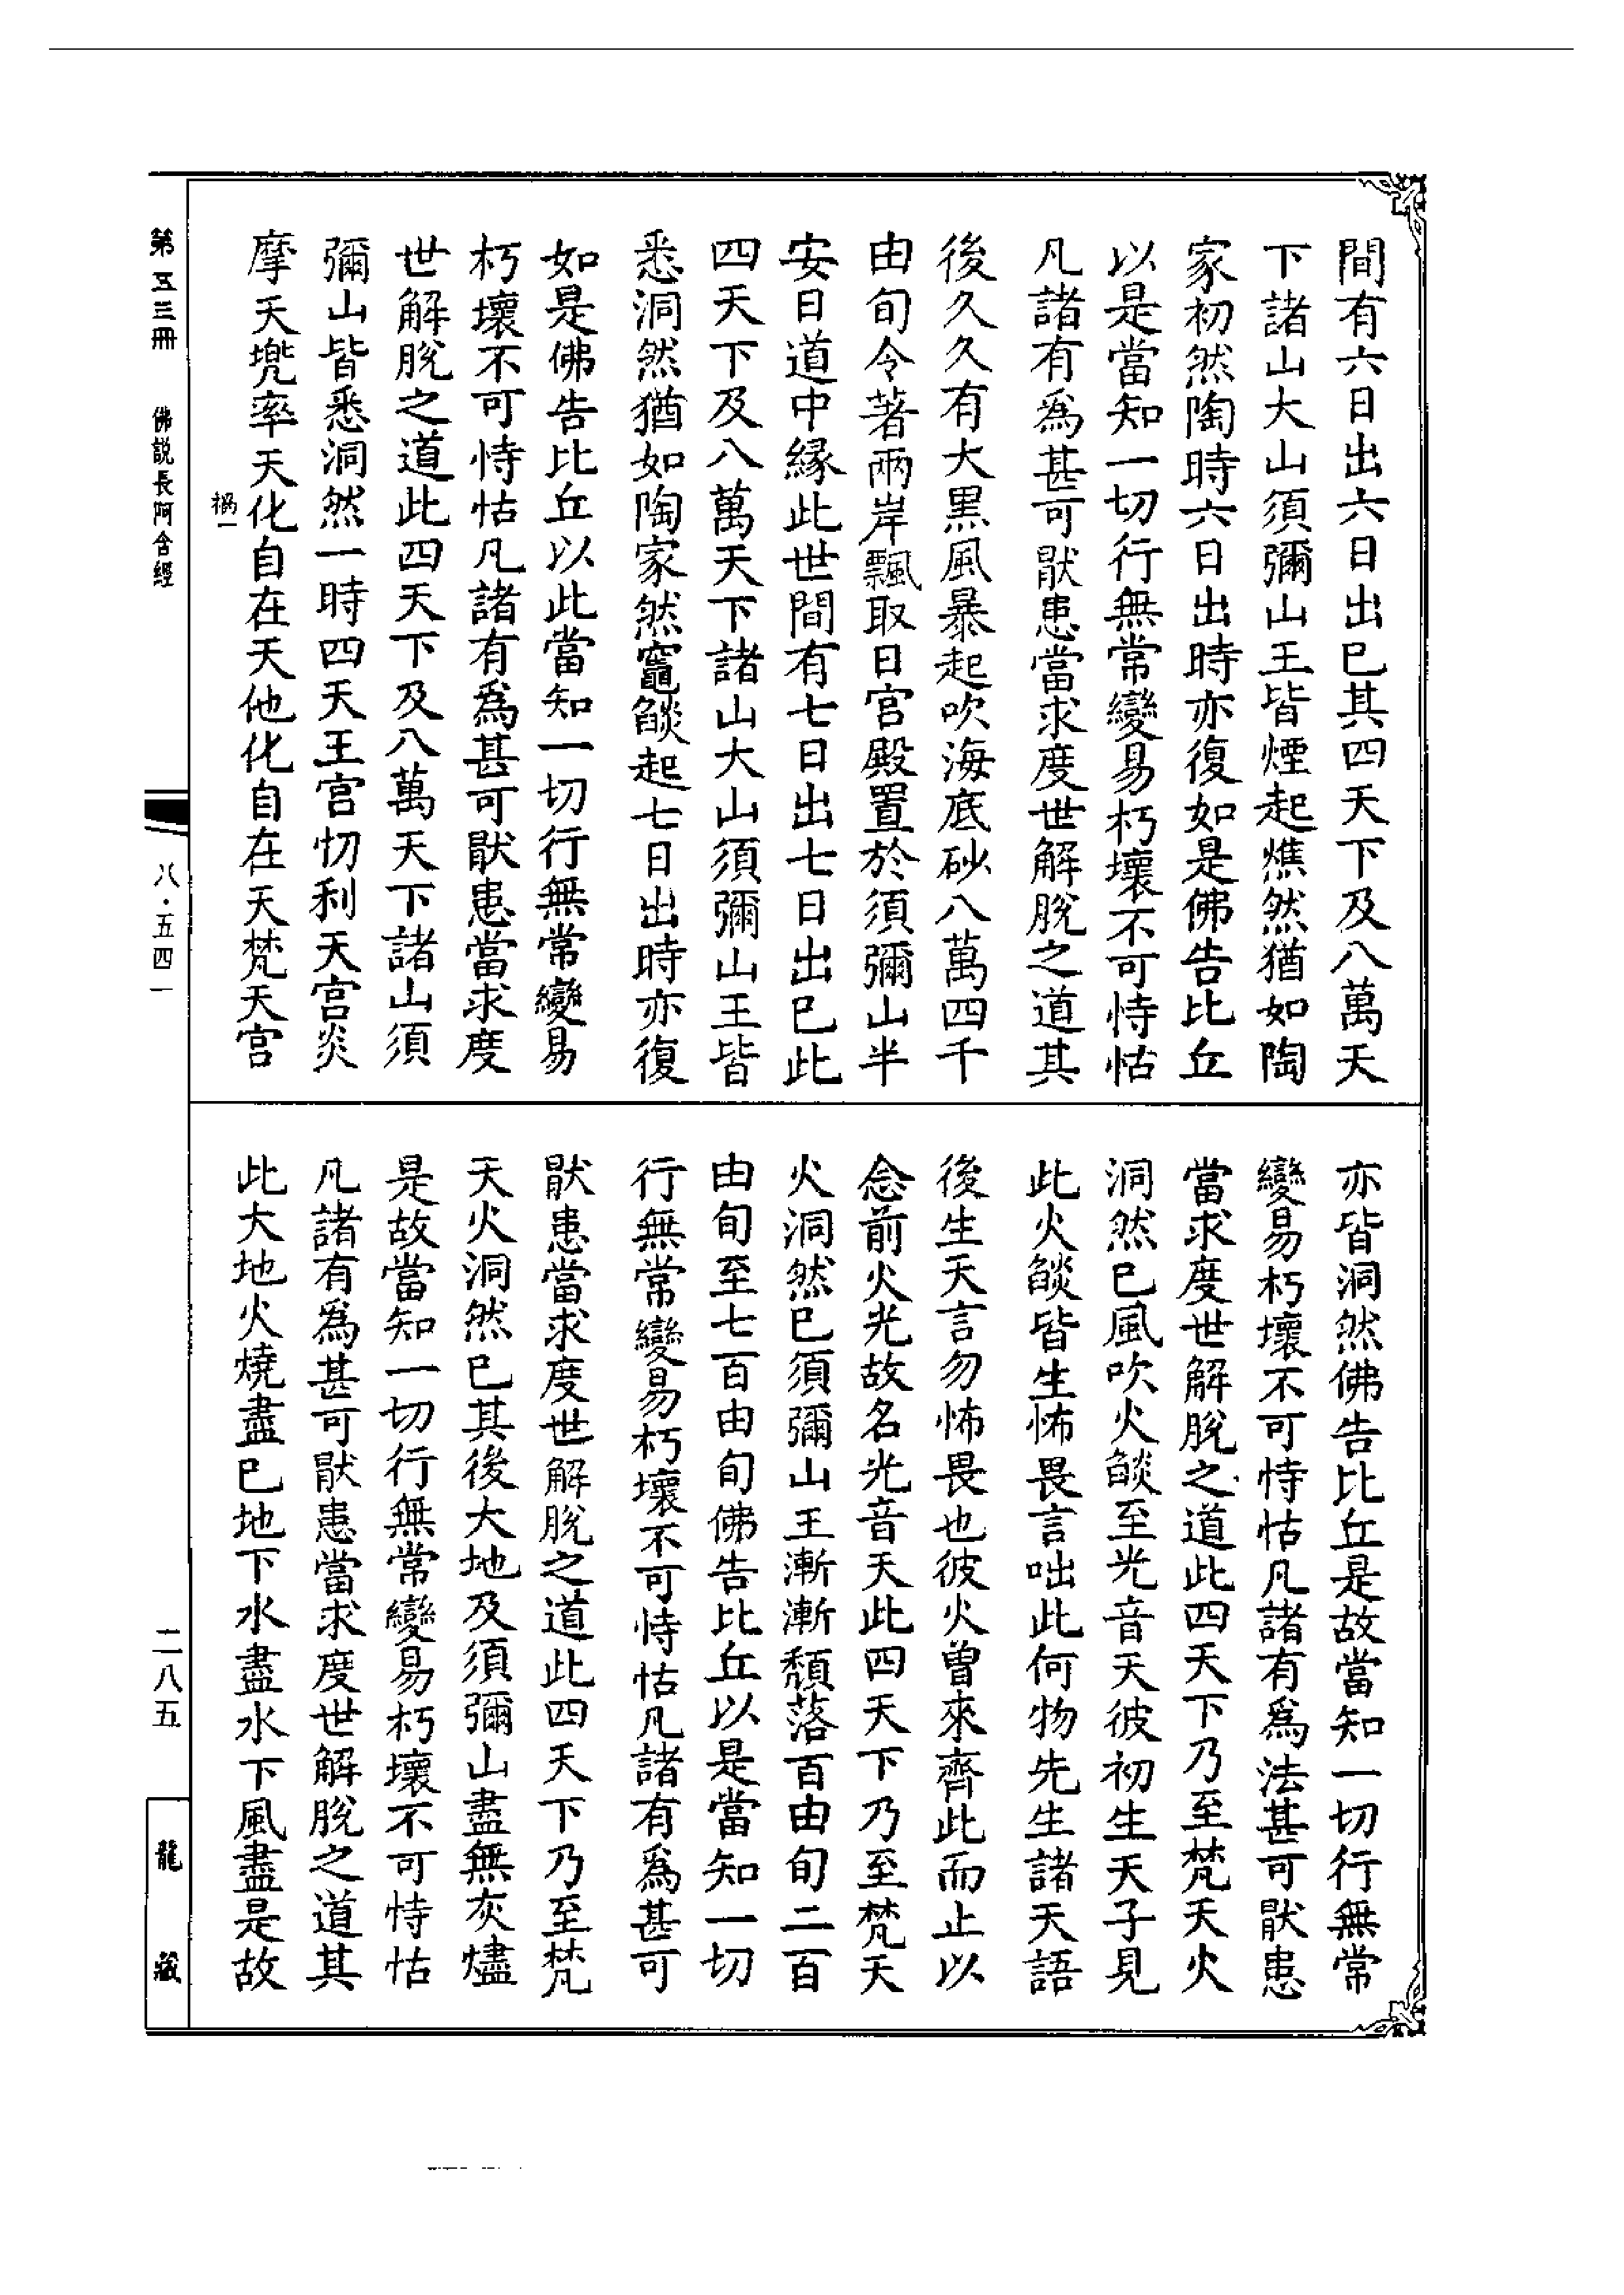 間有六日出六日出已其四天下及八萬天
下諸山大山須彌山王皆煙起燋然猶如陶
家初然陶時六日出時亦復如是佛告比丘
以是當知一切行無常變易朽壞不可恃怙
凡諸有為甚可猒患當求度世解脫之道其
後久久有大黑風暴起吹海底砂八萬四千
由旬令著兩岸飄取日宮殿置於須彌山半
安日道中緣此世間有七日出七日出已此
四天下及八萬天下諸山大山須彌山王皆
悉洞然猶如陶家然竈燄起七日出時亦復
如是佛告比丘以此當知一切行無常變易
朽壞不可恃怙凡諸有為甚可猒患當求度
世解脫之道此四天下及八萬天下諸山須
彌山皆悉洞然一時四天王宮忉利天宮炎
摩天兜率天化自在天他化自在天梵天宮
亦皆洞然佛告比丘是故當知一切行無常
變易朽壞不可恃怙凡諸有為法甚可猒患
當求度世解脫之道此四天下乃至梵天火
洞然已風吹火燄至光音天彼初生天子見
此火燄皆生怖畏言咄此何物先生諸天語
後生天言勿怖畏也彼火曾來齊此而止以
念前火光故名光音天此四天下乃至梵天
火洞然已須彌山王漸漸頹落百由旬二百
由旬至七百由旬佛告比丘以是當知一切
行無常變易朽壞不可恃怙凡諸有為甚可
猒患當求度世解脫之道此四天下乃至梵
天火洞然已其後大地及須彌山盡無灰燼
是故當知一切行無常變易朽壞不可恃怙
凡諸有為甚可猒患當求度世解脫之道其
此大地火燒盡已地下水盡水下風盡是故
第五三冊 佛說長阿含經
八·五四一
二八五
龍藏